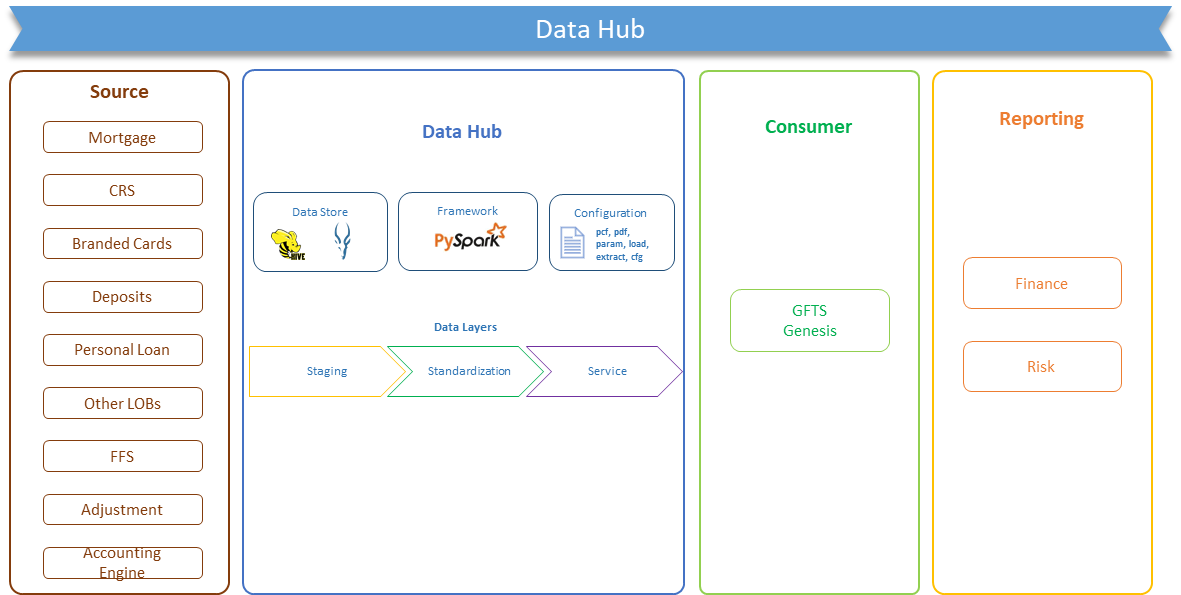 Data Hub
Source
Mortgage
CRS
Branded Cards
Deposits
Personal Loan
Other LOBs
FFS
Adjustment
Accounting
Engine
Data Hub
Data Store
HIVE
Framework
PySpark
Configuration
pcf, pdf,
param, load,
extract, cfg
Data Layers
Staging
Standardization
Service
Consumer
GFTS
Genesis
Reporting
Finance
Risk